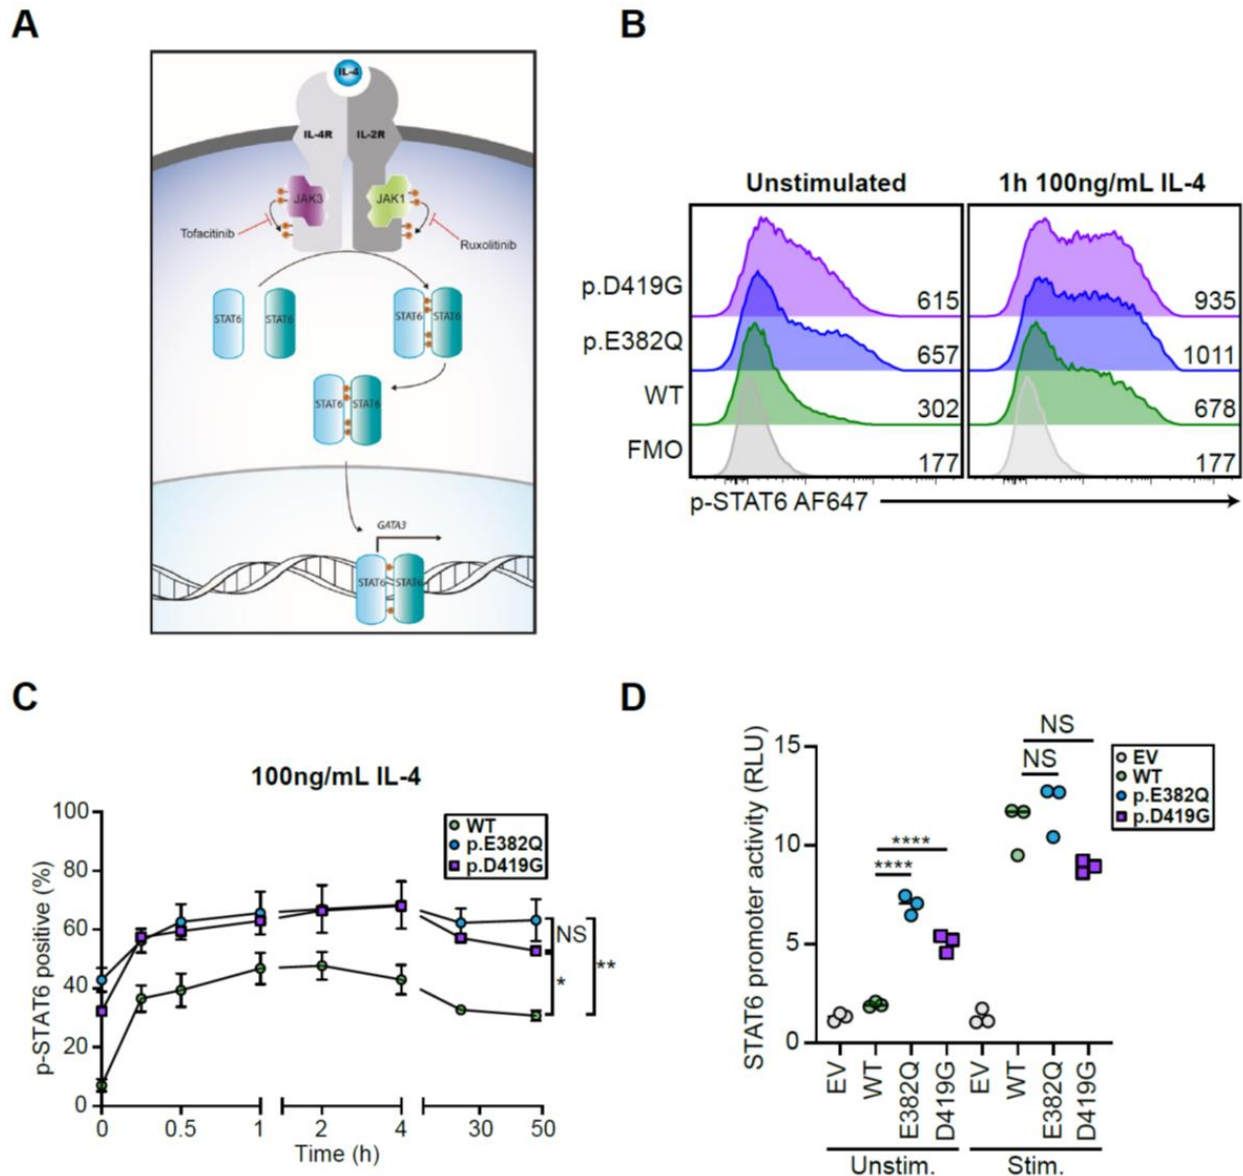 A
IL-4
IL-4R
IL-2R
JAK3
JAK1
Tofacitinib
Ruxolitinib
STAT6
STAT6
STAT6
STAT6
STAT6
STAT6
GATA3
STAT6
STAT6
B
Unstimulated
1h 100ng/mL IL-4
p.D419G
615
935
p.E382Q
657
1011
WT
302
678
FMO
177
177
p-STAT6 AF647
C
100ng/mL IL-4
p-STAT6 positive (%)
100
80
60
40
20
0
WT
p.E382Q
p.D419G
NS
*
**
0
0.5
1
2
4
30
50
Time (h)
D
STAT6 promoter activity (RLU)
15
10
5
0
****
****
NS
NS
EV
WT
p.E382Q
p.D419G
EV
WT
E382Q
D419G
EV
WT
E382Q
D419G
Unstim.
Stim.